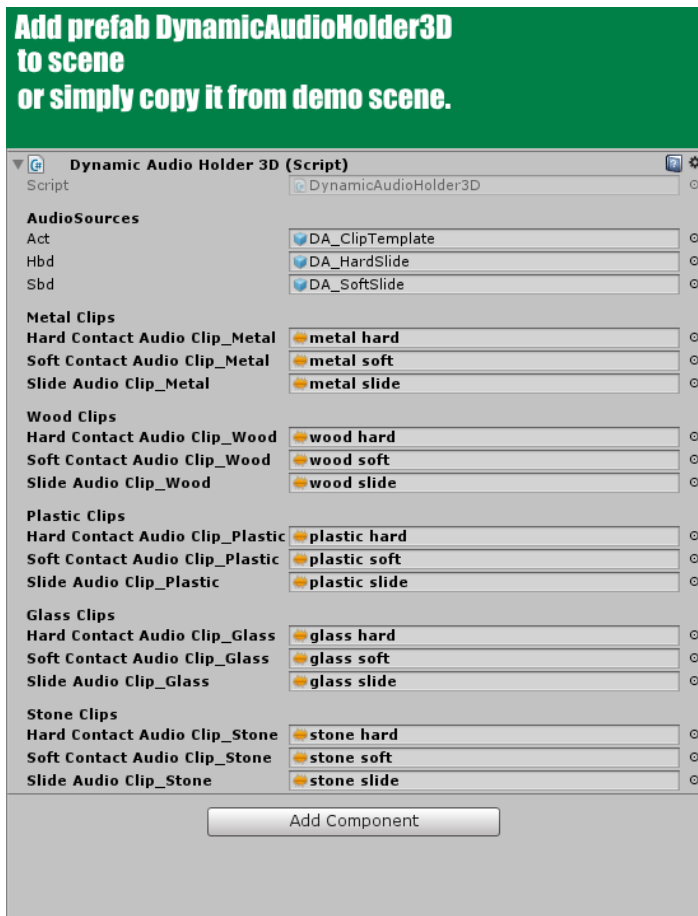 Add prefab DynamicAudioHolder3D
to scene
or simply copy it from demo scene.
Dynamic Audio Holder 3D (Script)
Script DynamicAudioHolder3D
AudioSources
Act DA_ClipTemplate
Hbd DA_HardSlide
Sbd DA_SoftSlide
Metal Clips
Hard Contact Audio Clip_Metal metal hard
Soft Contact Audio Clip_Metal metal soft
Slide Audio Clip_Metal metal slide
Wood Clips
Hard Contact Audio Clip_Wood wood hard
Soft Contact Audio Clip_Wood wood soft
Slide Audio Clip_Wood wood slide
Plastic Clips
Hard Contact Audio Clip_Plastic plastic hard
Soft Contact Audio Clip_Plastic plastic soft
Slide Audio Clip_Plastic plastic slide
Glass Clips
Hard Contact Audio Clip_Glass glass hard
Soft Contact Audio Clip_Glass glass soft
Slide Audio Clip_Glass glass slide
Stone Clips
Hard Contact Audio Clip_Stone stone hard
Soft Contact Audio Clip_Stone stone soft
Slide Audio Clip_Stone stone slide
Add Component